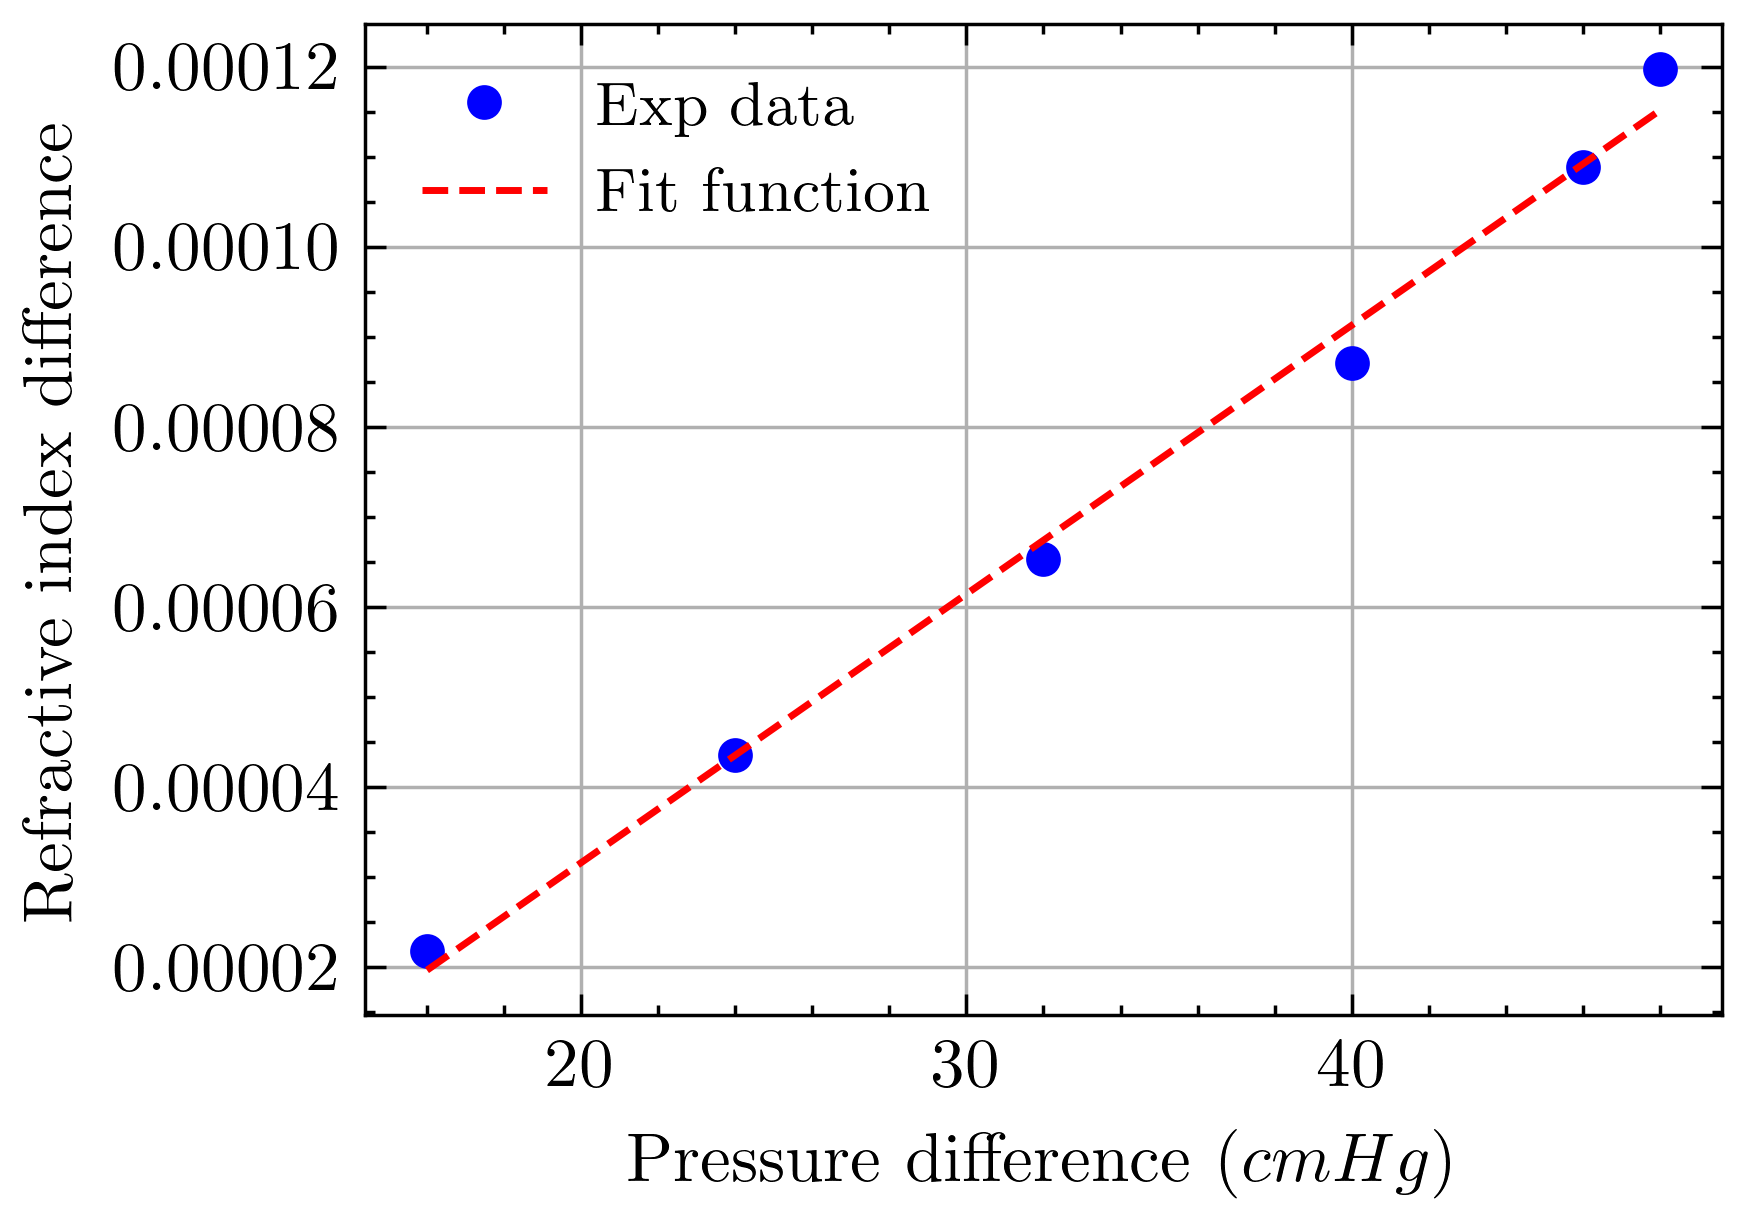 0.00012
0.00010
0.00008
0.00006
0.00004
0.00002
Refractive index difference
Exp data
Fit function
20 30 40
Pressure difference (cmHg)